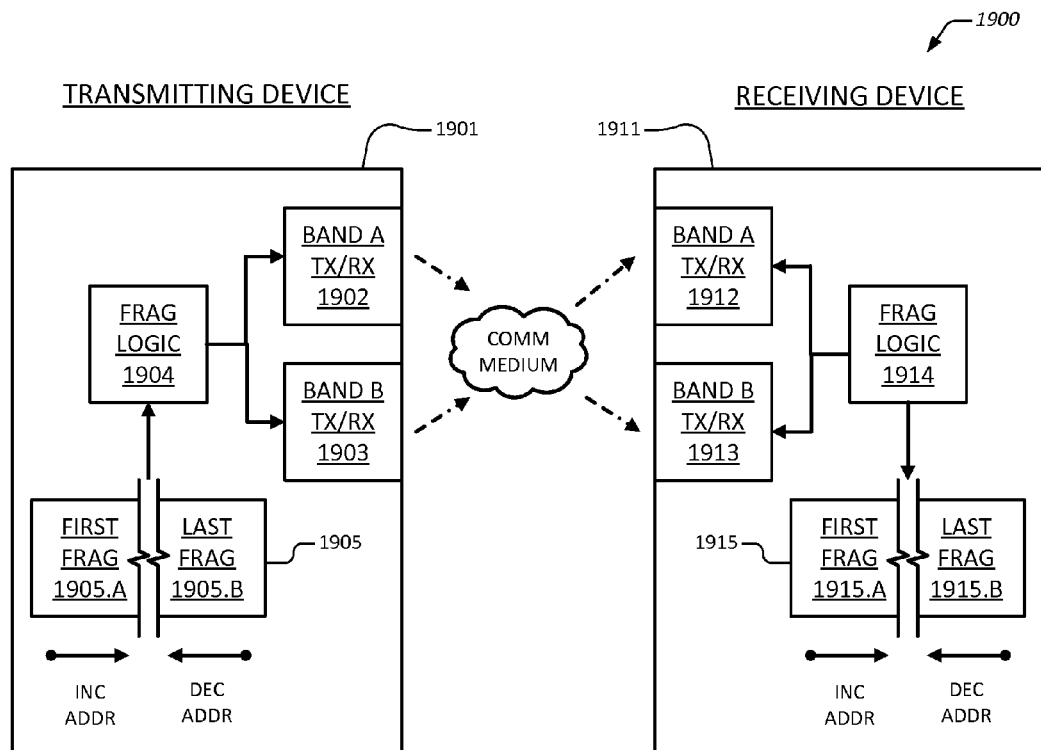 1900
TRANSMITTING DEVICE
RECEIVING DEVICE
1901
1911
BAND A
TX/RX
1902
BAND A
TX/RX
1912
FRAG
LOGIC
1904
COMM
MEDIUM
FRAG
LOGIC
1914
BAND B
TX/RX
1903
BAND B
TX/RX
1913
FIRST
FRAG
1905.A
LAST
FRAG
1905.B
1905
1915
FIRST
FRAG
1915.A
LAST
FRAG
1915.B
INC
ADDR
DEC
ADDR
INC
ADDR
DEC
ADDR